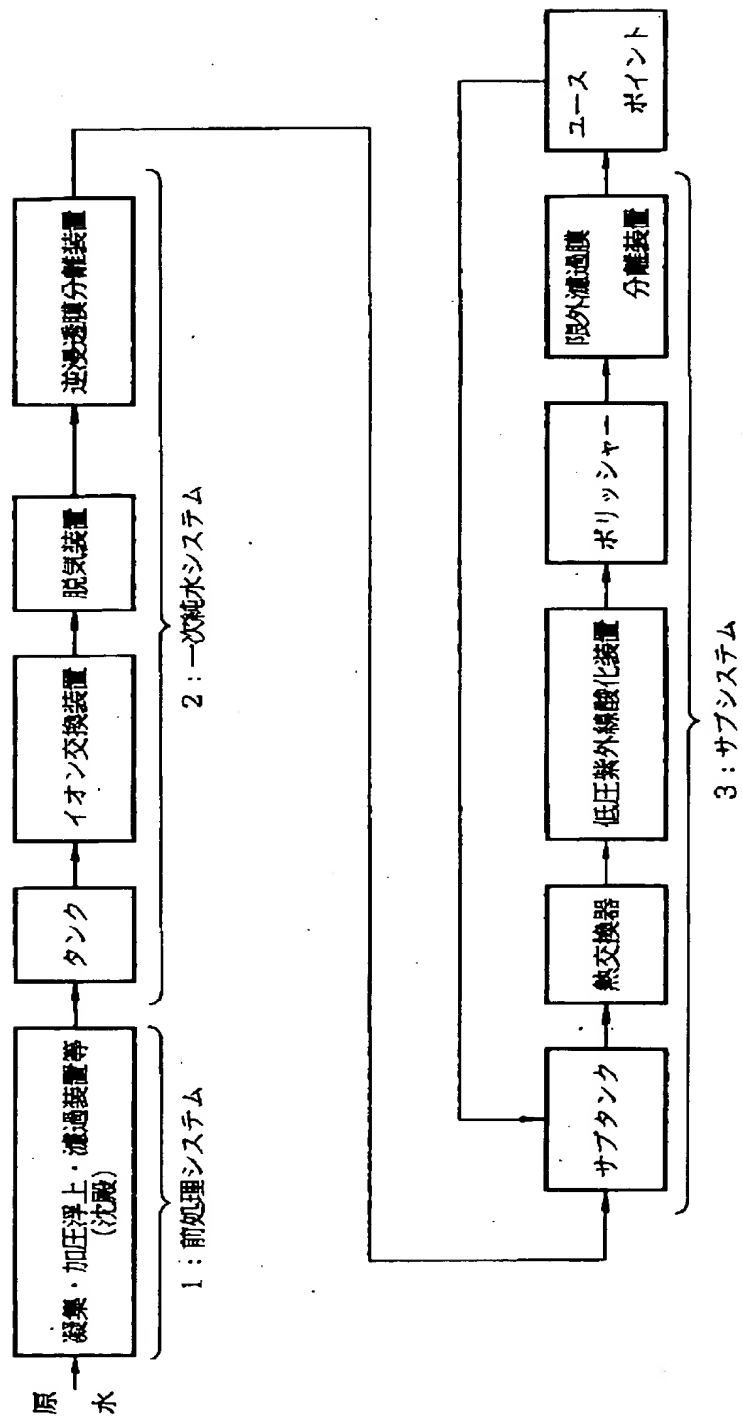 原
水
凝集・加圧浮上・濾過装置等
(沈殿)
タンク
イオン交換装置
脱気装置
逆浸透膜分離装置
1:前処理システム
2:一次純水システム
サブタンク
熱交換器
低圧紫外線酸化装置
ポリッシャー
限外濾過膜
分離装置
ユース
ポイント
3:サブシステム